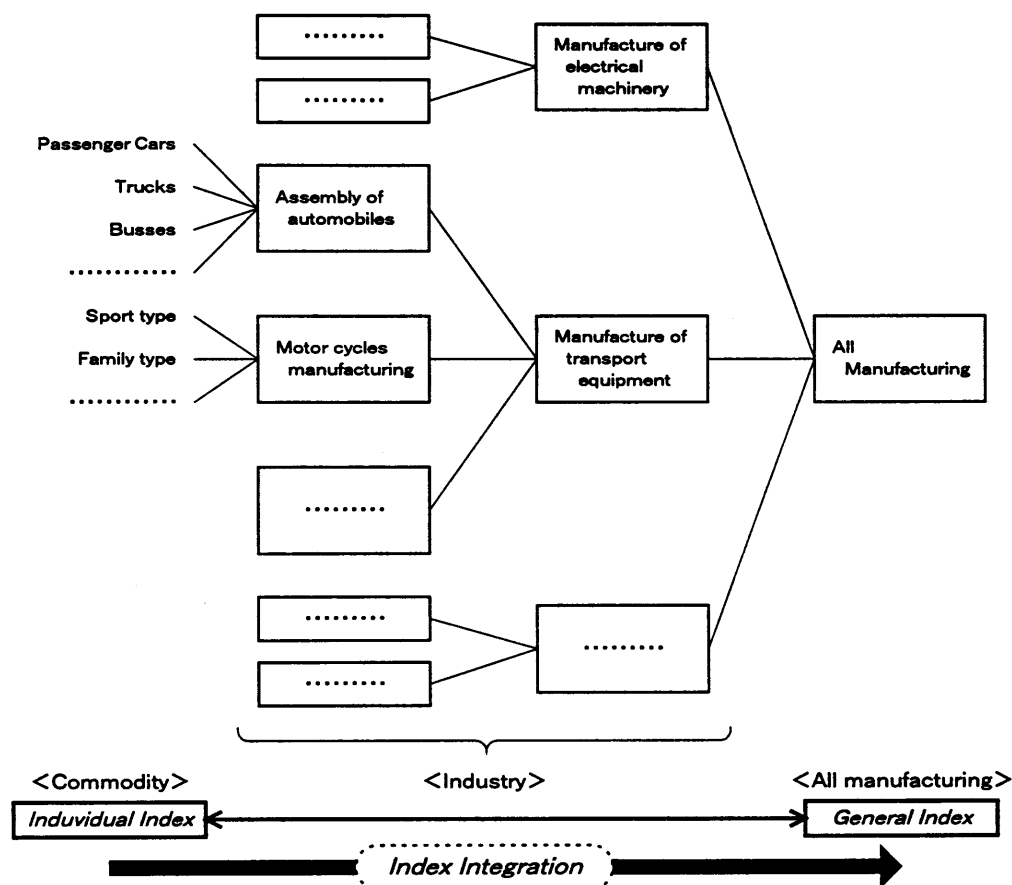 ………
Manufacture of
electrical
machinery
………
Passenger Cars
Trucks
Assembly of
automobiles
Busses
…………
Sport type
Family type
Motor cycles
manufacturing
Manufacture of
transport
equipment
All
Manufacturing
…………
………
………
………
………
<Commodity>
<Industry>
<All manufacturing>
Induvidual Index
General Index
Index Integration